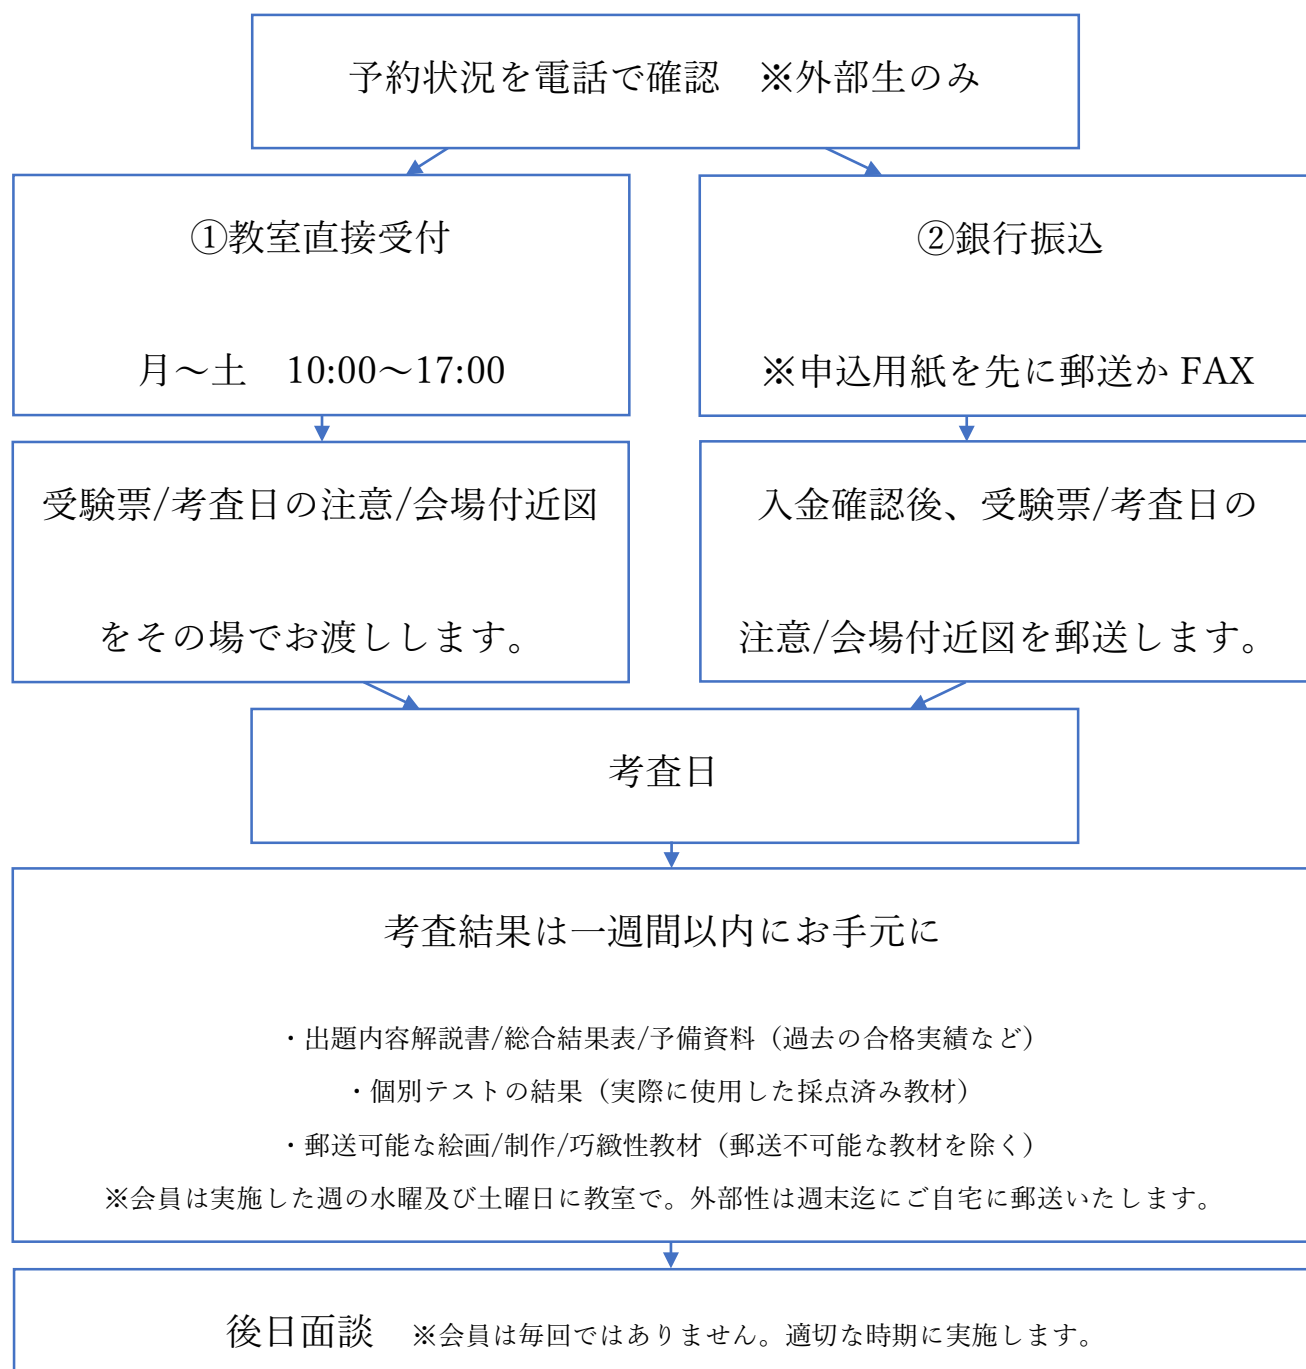 予約状況を電話で確認　※外部生のみ
①教室直接受付
月～土　10:00～17:00
②銀行振込
※申込用紙を先に郵送か FAX
受験票/考査日の注意/会場付近図
をその場でお渡しします。
入金確認後、受験票/考査日の
注意/会場付近図を郵送します。
考査日
考査結果は一週間以内にお手元に
・出題内容解説書/総合結果表/予備資料（過去の合格実績など）
・個別テストの結果（実際に使用した採点済み教材）
・郵送可能な絵画/制作/巧緻性教材（郵送不可能な教材を除く）
※会員は実施した週の水曜及び土曜日に教室で。外部性は週末迄にご自宅に郵送いたします。
後日面談　※会員は毎回ではありません。適切な時期に実施します。